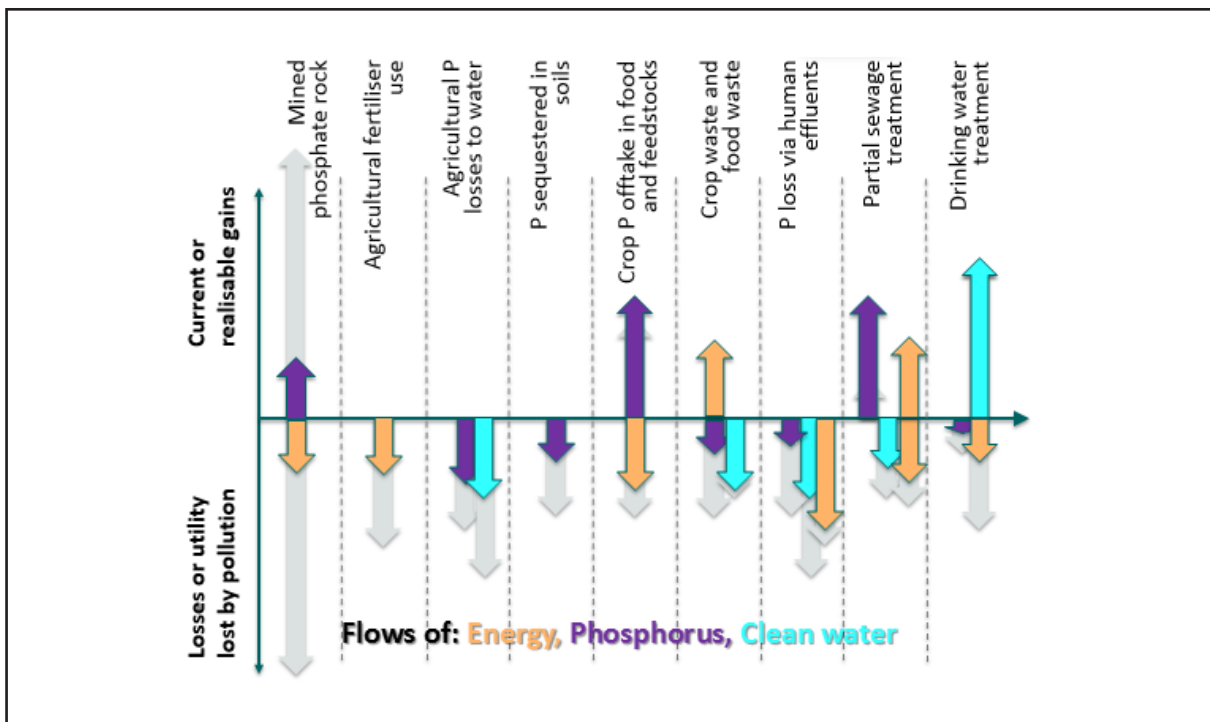 Mined
phosphate rock
Agricultural fertiliser
use
Agricultural P
losses to water
P sequestered in
soils
Crop P offtake in food
and feedstocks
Crop waste and
food waste
P loss via human
effluents
Partial sewage
treatment
Drinking water
treatment
Current or
realisable gains
Losses or utility
lost by pollution
Flows of: Energy, Phosphorus, Clean water